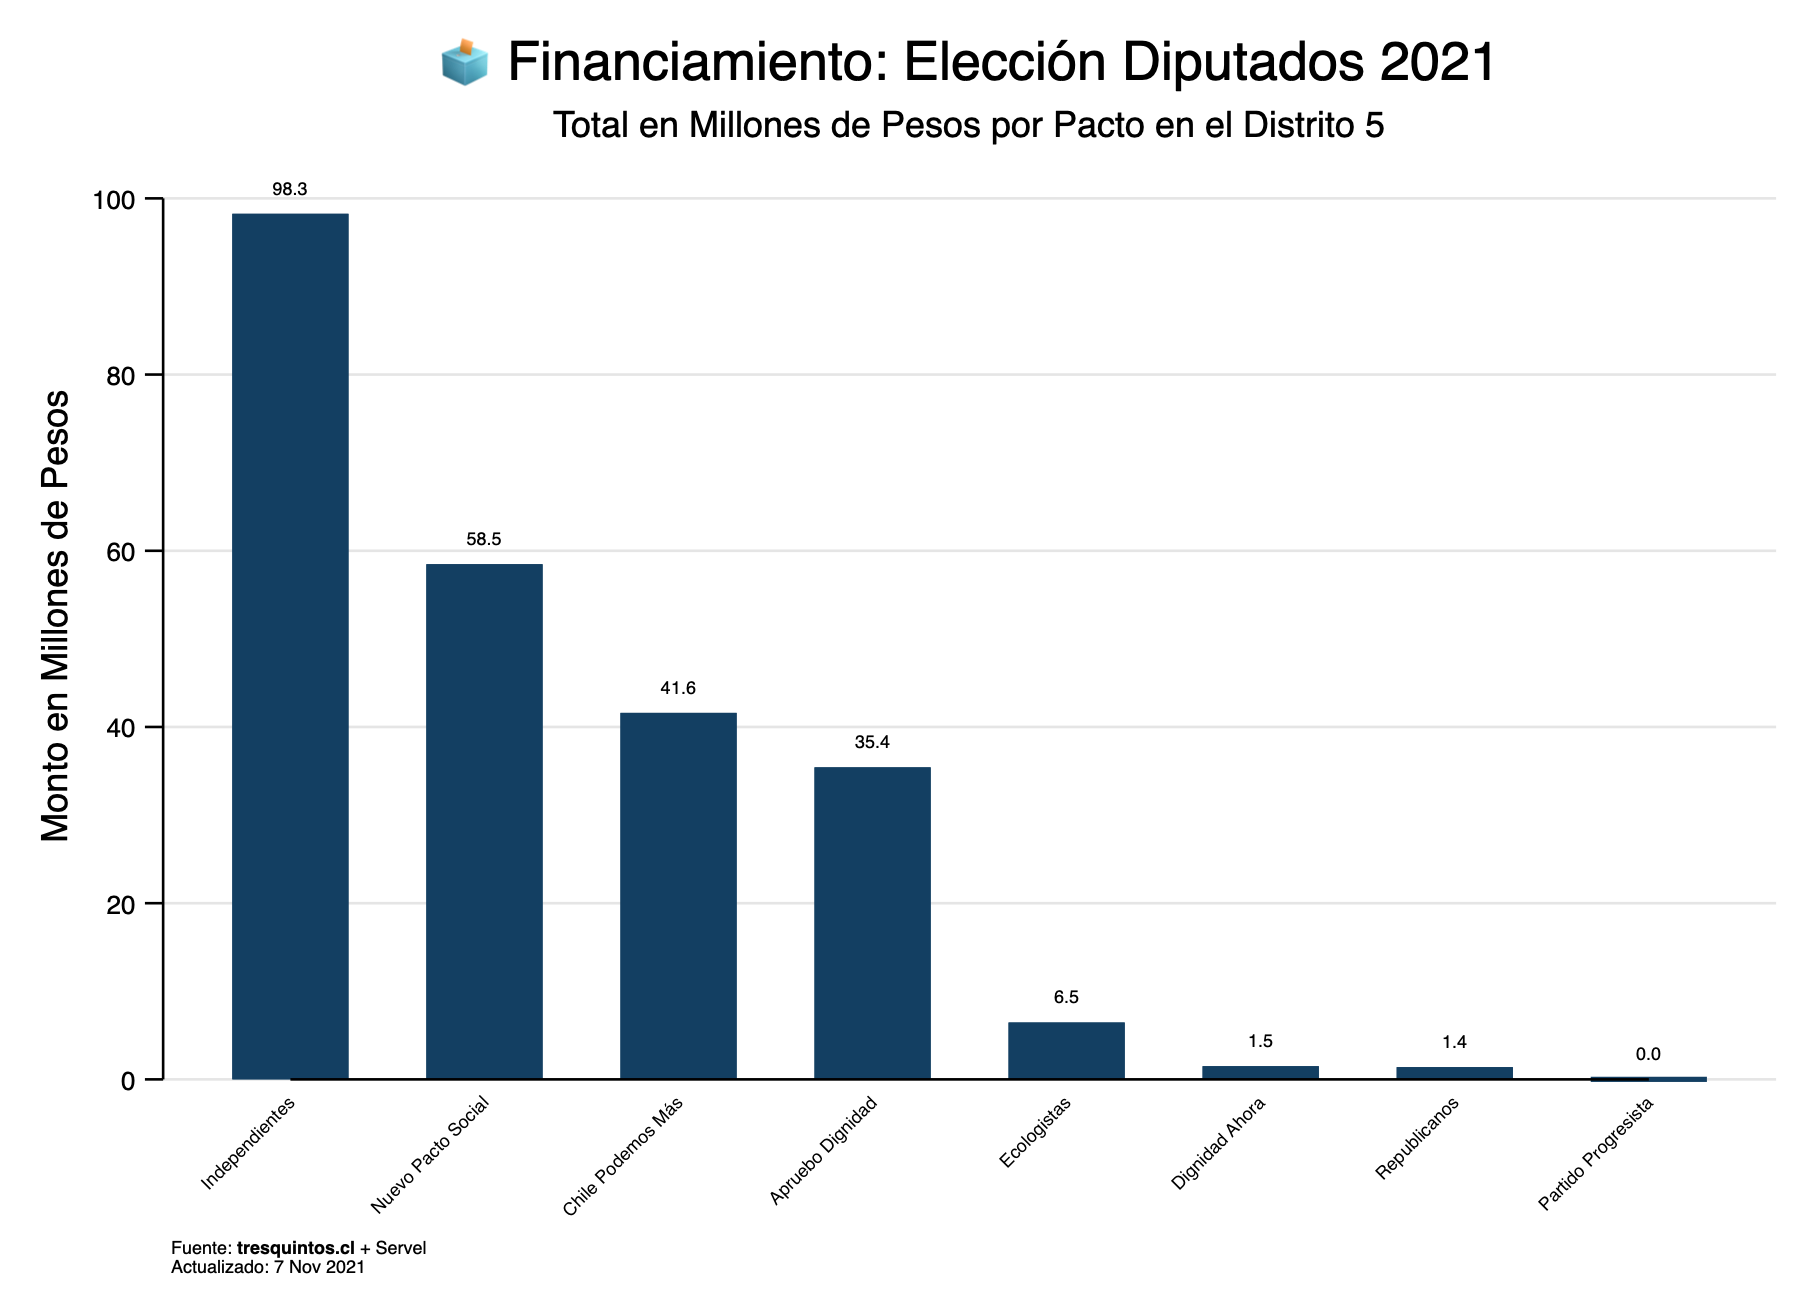 Financiamiento: Elección Diputados 2021
Total en Millones de Pesos por Pacto en el Distrito 5
Monto en Millones de Pesos
100
80
60
40
20
0
98.3
58.5
41.6
35.4
6.5
1.5
1.4
0.0
Independientes
Nuevo Pacto Social
Chile Podemos Más
Apruebo Dignidad
Ecologistas
Dignidad Ahora
Republicanos
Partido Progresista
Fuente: tresquintos.cl + Servel
Actualizado: 7 Nov 2021